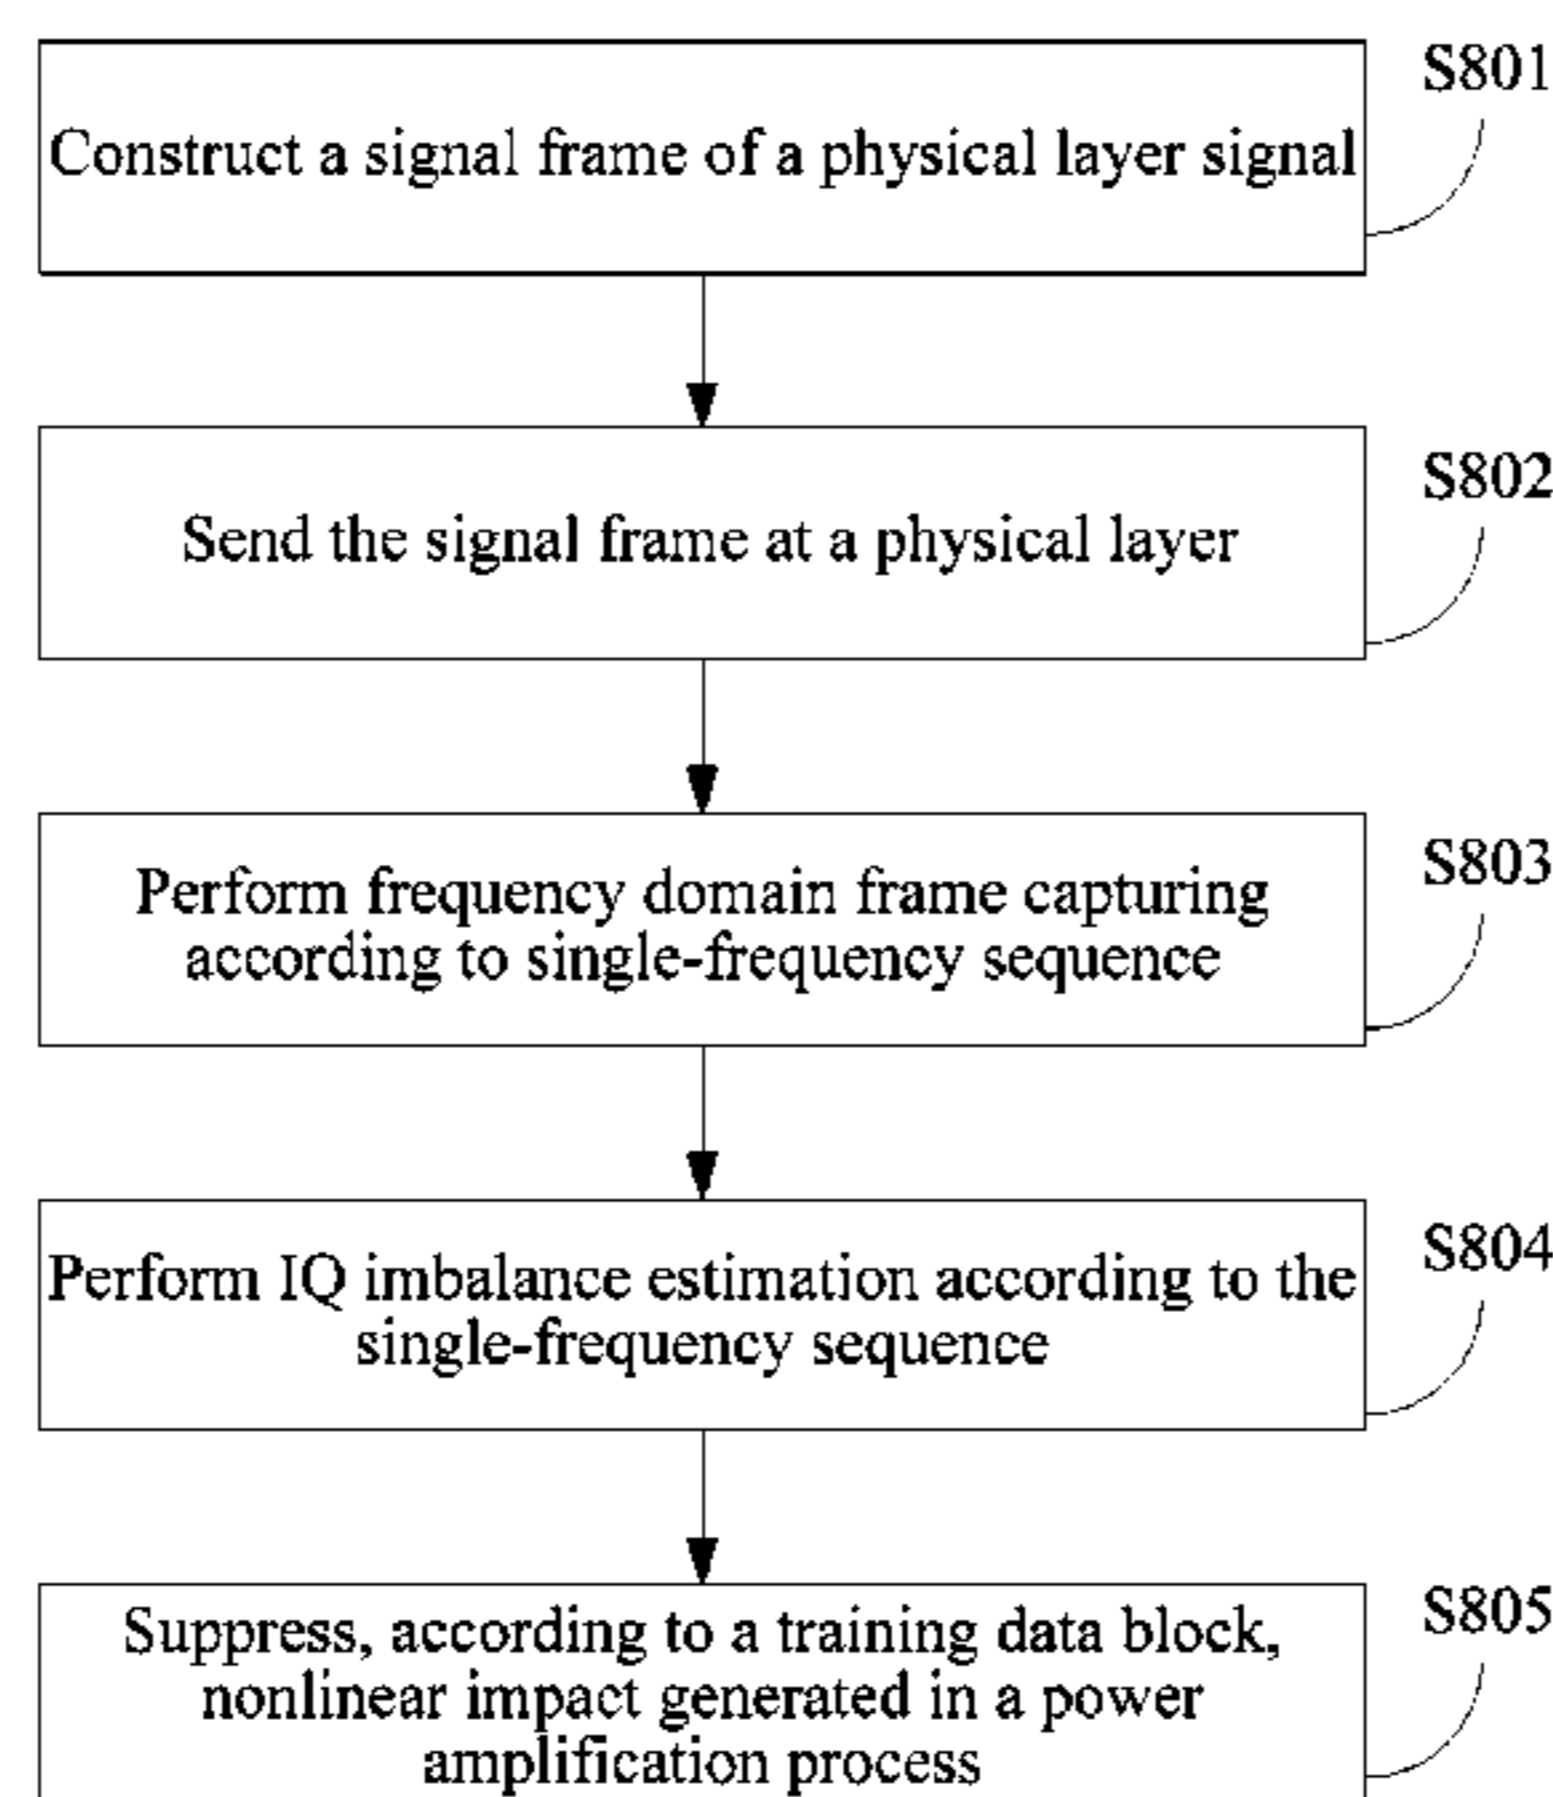 S801
Construct a signal frame of a physical layer signal
S802
Send the signal frame at a physical layer
S803
Perform frequency domain frame capturing
according to single-frequency sequence
S804
Perform IQ imbalance estimation according to the
single-frequency sequence
S805
Suppress, according to a training data block,
nonlinear impact generated in a power
amplification process